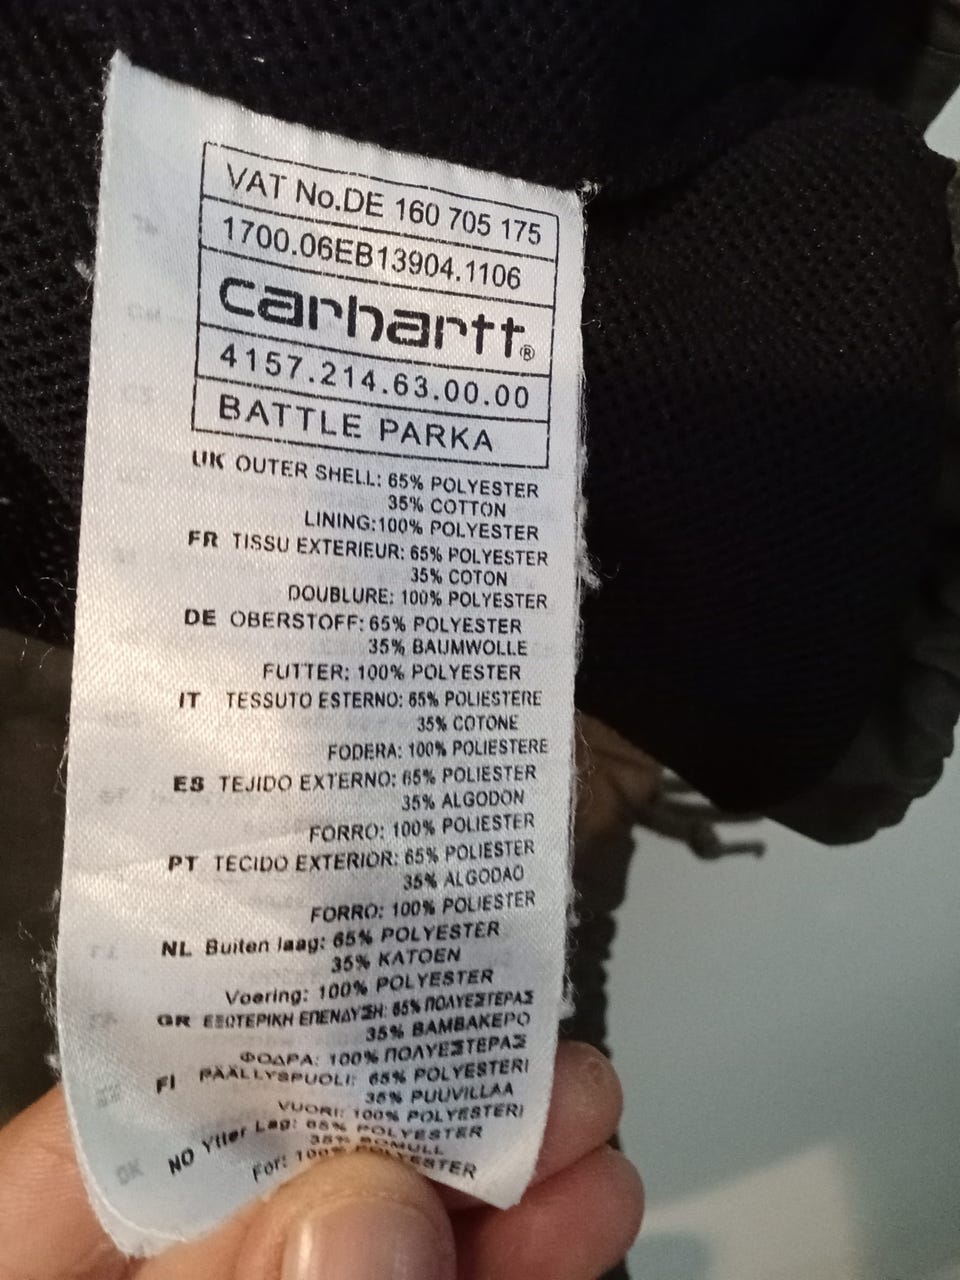 VAT No.DE 160 705 175
1700.06EB13904.1106
carhartt®
4157.214.63.00.00
BATTLE PARKA
UK OUTER SHELL: 65% POLYESTER
35% COTTON
LINING:100% POLYESTER
FR TISSU EXTERIEUR: 65% POLYESTER
35% COTON
DOUBLURE: 100% POLYESTER
DE OBERSTOFF: 65% POLYESTER
35% BAUMWOLLE
FUTTER: 100% POLYESTER
IT TESSUTO ESTERNO: 65% POLIESTERE
35% COTONE
FODERA: 100% POLIESTERE
ES TEJIDO EXTERNO: 65% POLIESTER
35% ALGODON
FORRO: 100% POLIESTER
PT TECIDO EXTERIOR: 65% POLIESTER
35% ALGODAO
FORRO: 100% POLIESTER
NL Buiten laag: 65% POLYESTER
35% KATOEN
Voering: 100% POLYESTER
GR ΕΞΩΤΕΡΙΚΗ ΕΠΕΝΔΥΣΗ: 65% ΠΟΛΥΕΣΤΕΡΑΣ
35% ΒΑΜΒΑΚΕΡΟ
ΦΟΔΡΑ: 100% ΠΟΛΥΕΣΤΕΡΑΣ
FI PÄÄLLYSPUOLI: 65% POLYESTERI
35% PUUVILLAA
VUORI: 100% POLYESTERI
NO Ytter Lag: 65% POLYESTER
35% BOMULL
For: 100% POLYESTER